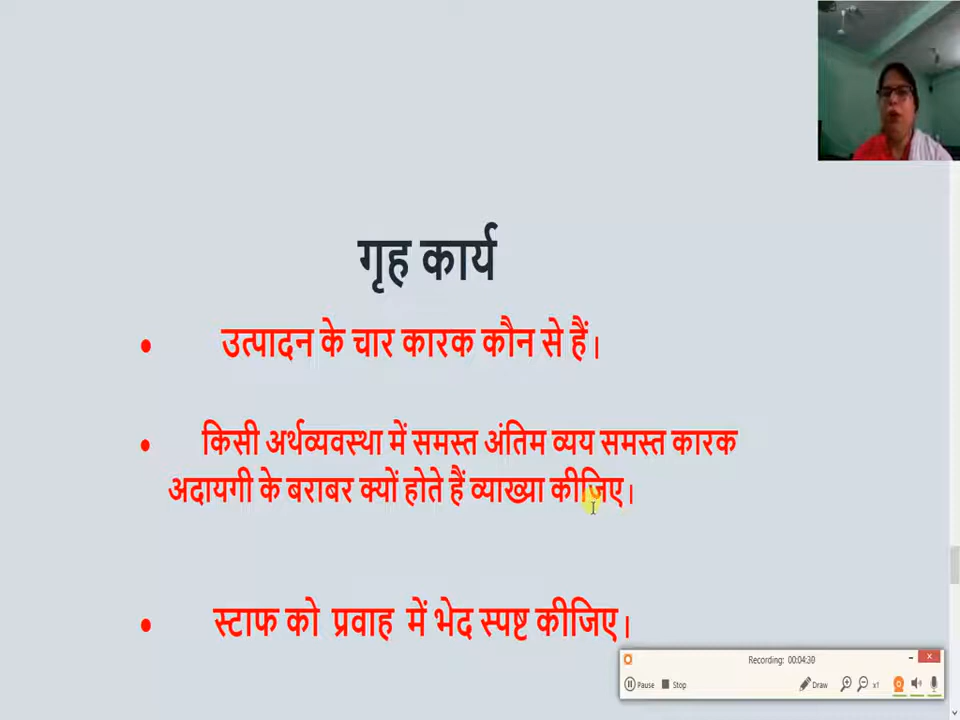 गृह कार्य
• उत्पादन के चार कारक कौन से हैं।
• किसी अर्थव्यवस्था में समस्त अंतिम व्यय समस्त कारक
अदायगी के बराबर क्यों होते हैं व्याख्या कीजिए।
• स्टाफ को प्रवाह में भेद स्पष्ट कीजिए।
Recording: 00:04:30
Pause Stop Draw x1